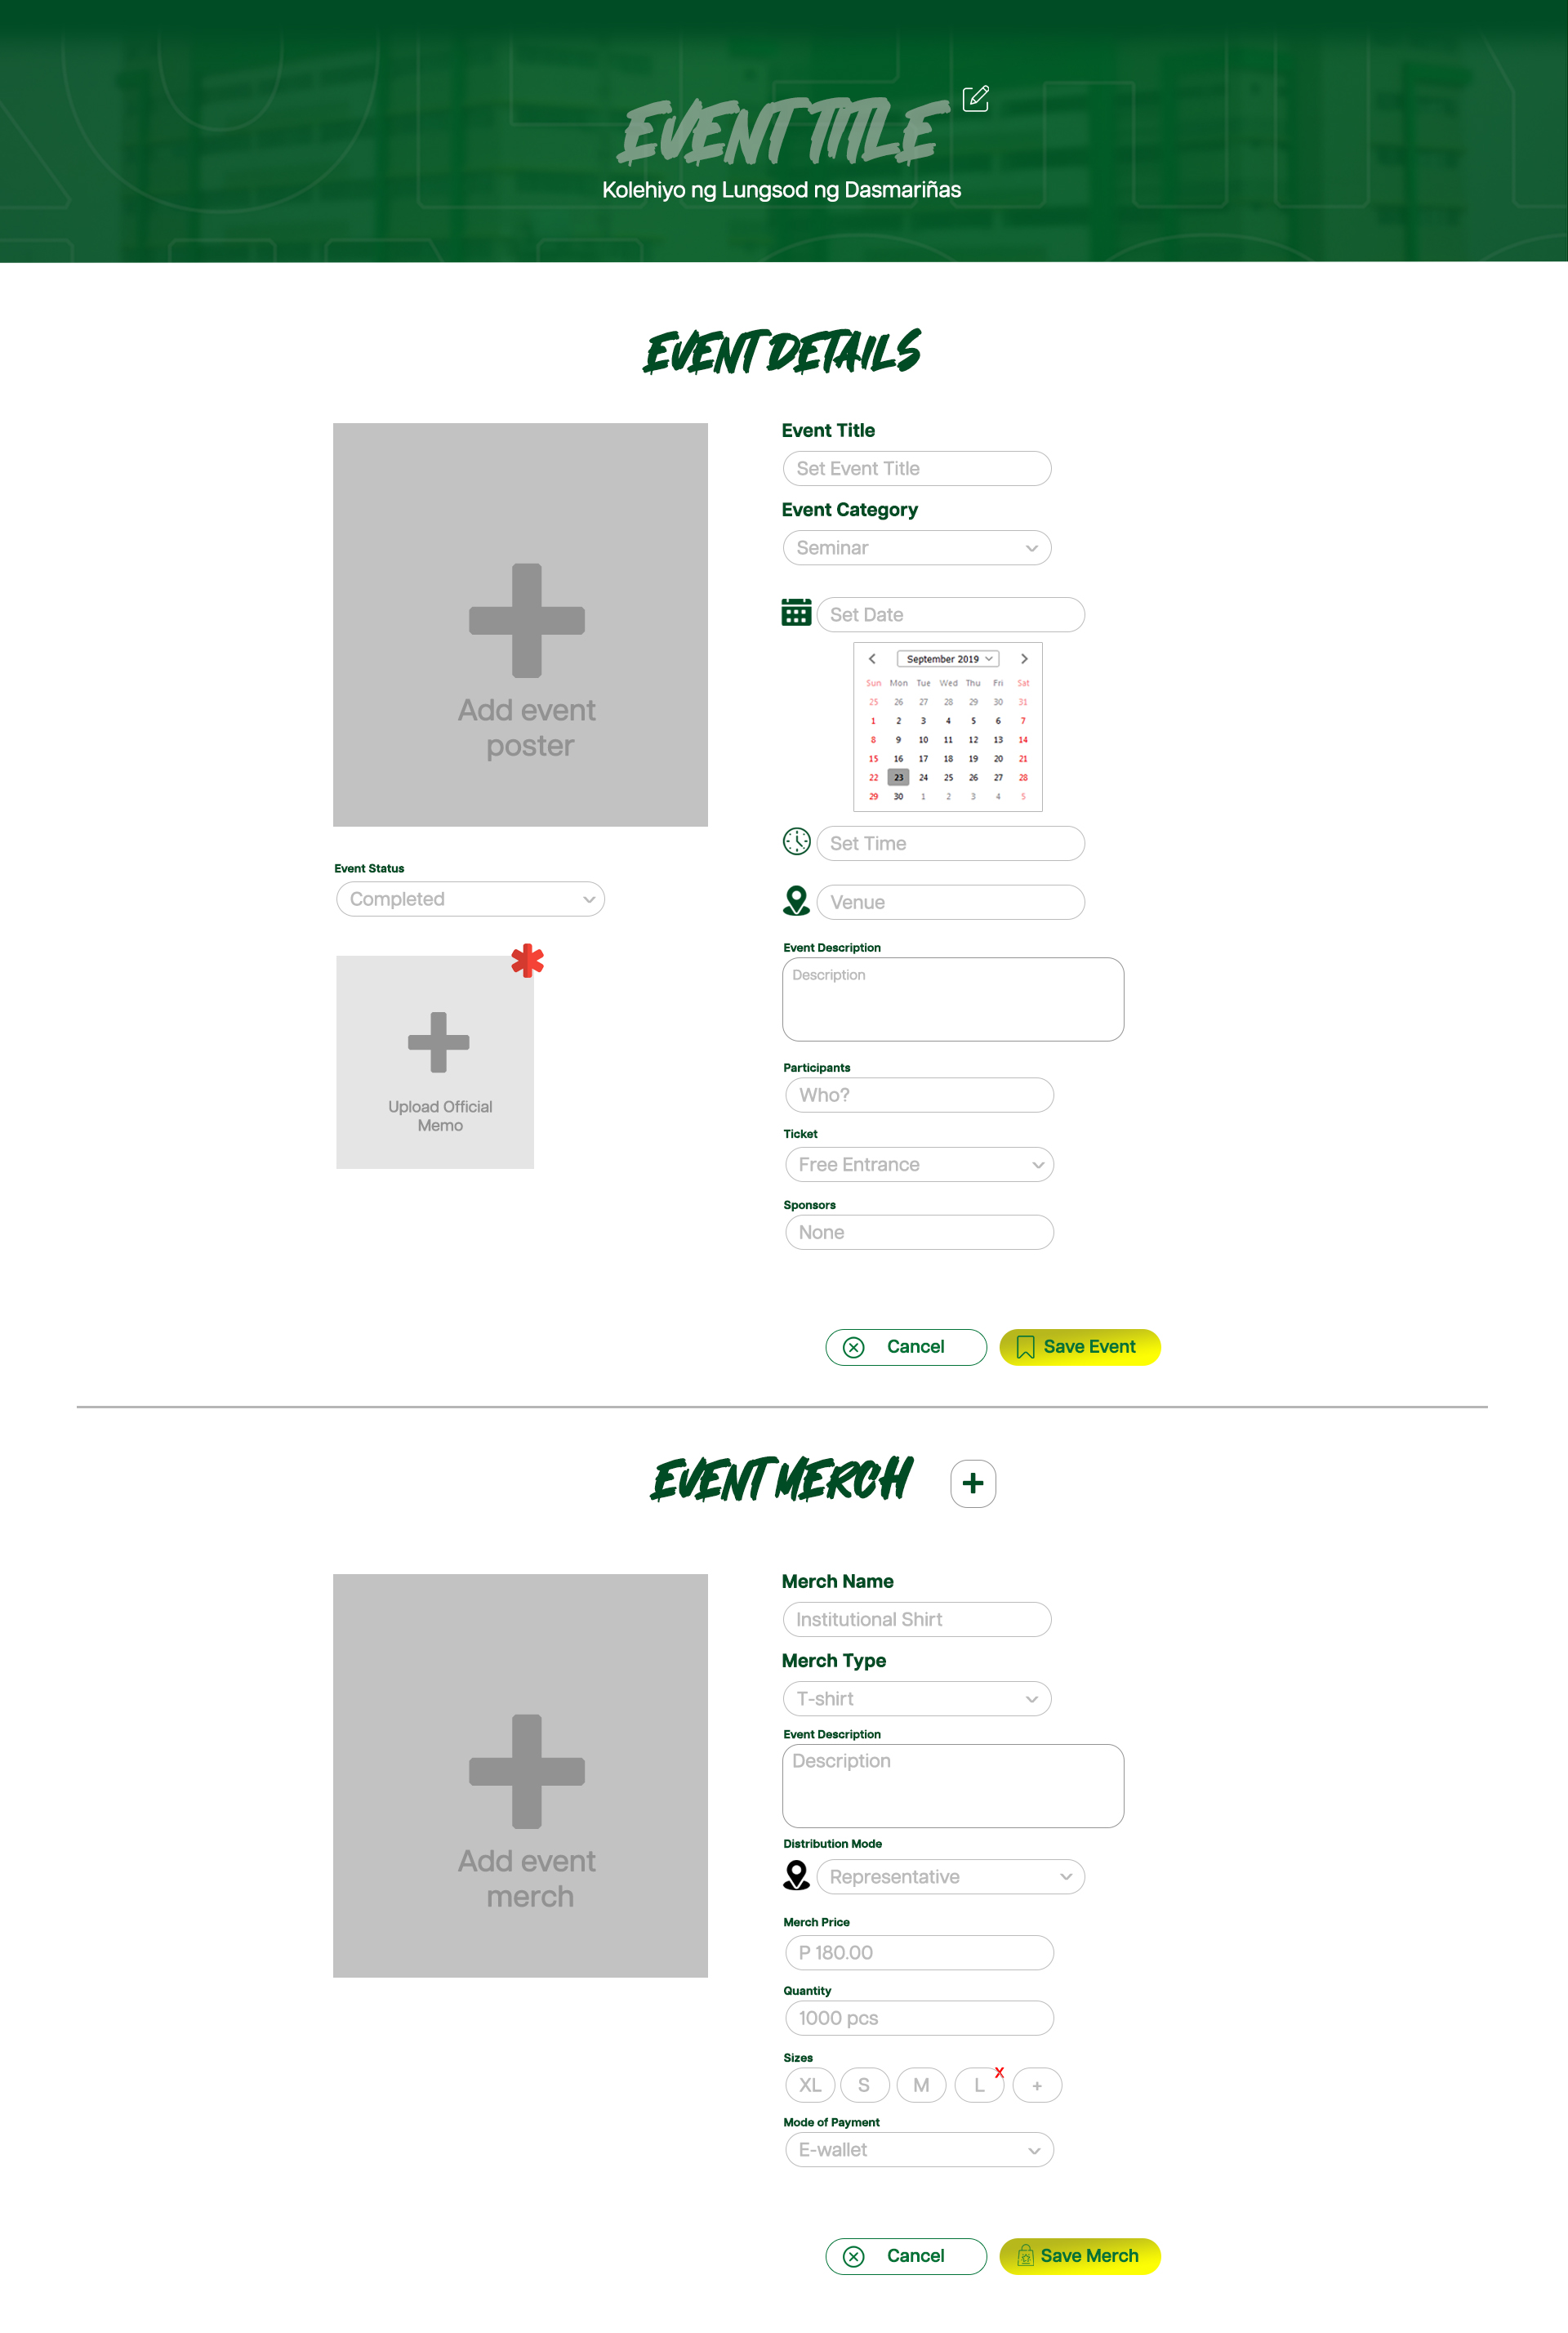 EVENT TITLE
Kolehiyo ng Lungsod ng Dasmariñas
EVENT DETAILS
Add event
poster
Event Status
Completed
Upload Official
Memo
Event Title
Set Event Title
Event Category
Seminar
Set Date
September 2019
Sun Mon Tue Wed Thu Fri Sat
25 26 27 28 29 30 31
1 2 3 4 5 6 7
8 9 10 11 12 13 14
15 16 17 18 19 20 21
22 23 24 25 26 27 28
29 30 1 2 3 4 5
Set Time
Venue
Event Description
Description
Participants
Who?
Ticket
Free Entrance
Sponsors
None
Cancel
Save Event
EVENT MERCH
Add event
merch
Merch Name
Institutional Shirt
Merch Type
T-shirt
Event Description
Description
Distribution Mode
Representative
Merch Price
P 180.00
Quantity
1000 pcs
Sizes
XL S M L X +
Mode of Payment
E-wallet
Cancel
Save Merch